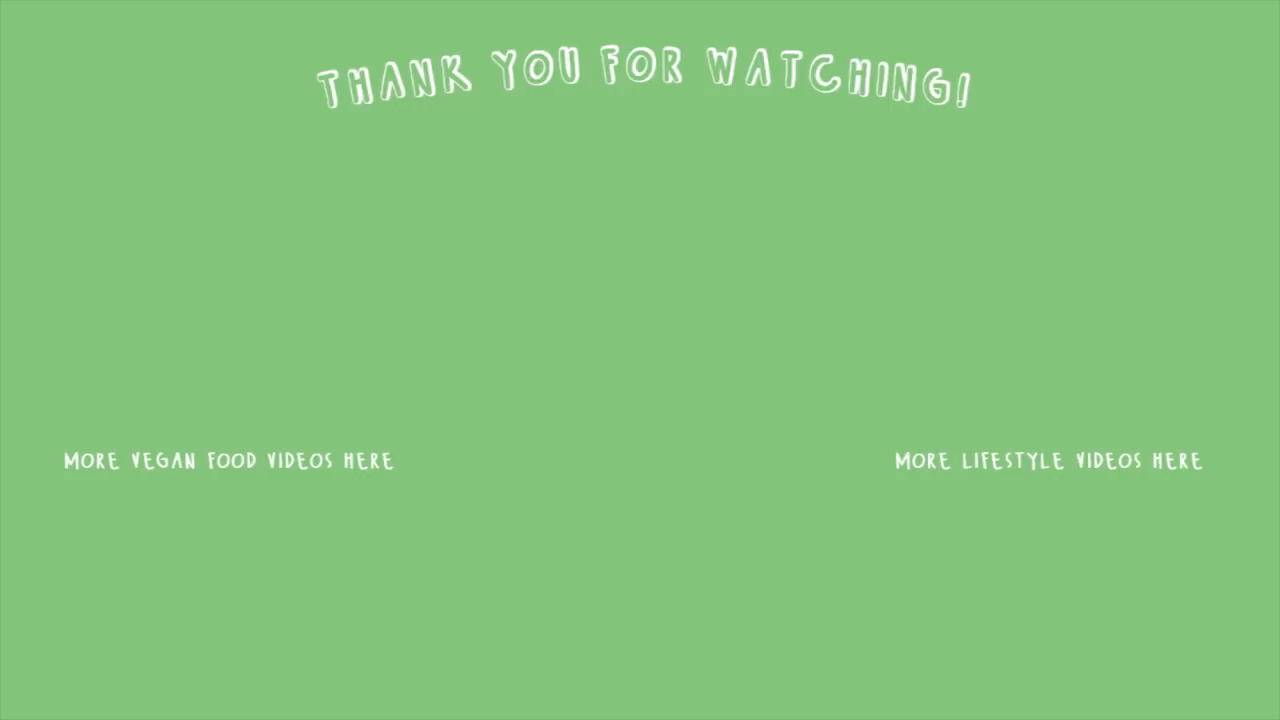 THANK YOU FOR WATCHING!
MORE VEGAN FOOD VIDEOS HERE
MORE LIFESTYLE VIDEOS HERE